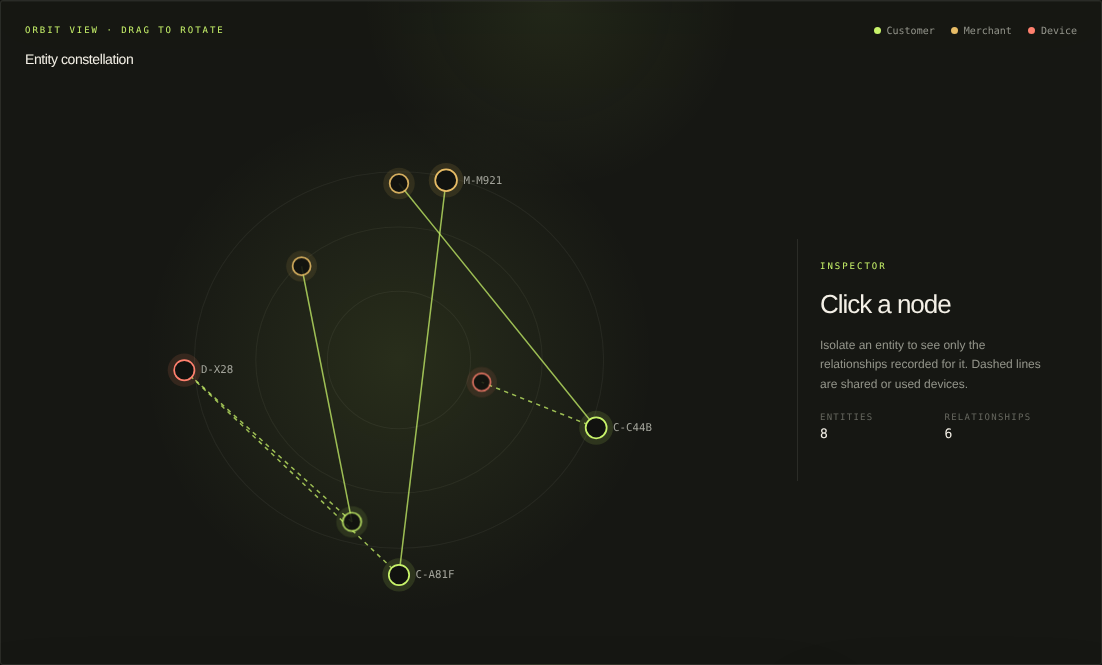 ORBIT VIEW · DRAG TO ROTATE
Entity constellation
Customer
Merchant
Device
M-M921
D-X28
C-C44B
C-A81F
INSPECTOR
Click a node
Isolate an entity to see only the
relationships recorded for it. Dashed lines
are shared or used devices.
ENTITIES
8
RELATIONSHIPS
6